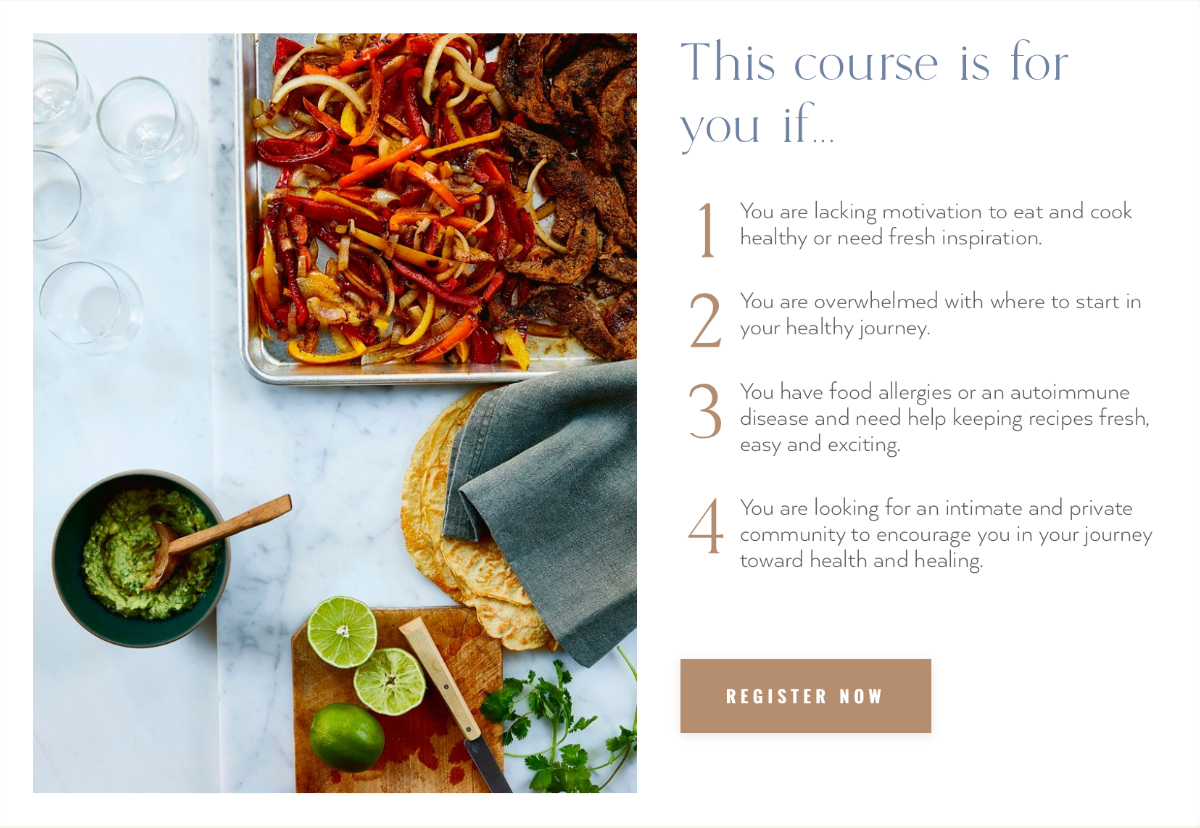 This course is for
you if...
1 You are lacking motivation to eat and cook
healthy or need fresh inspiration.
2 You are overwhelmed with where to start in
your healthy journey.
3 You have food allergies or an autoimmune
disease and need help keeping recipes fresh,
easy and exciting.
4 You are looking for an intimate and private
community to encourage you in your journey
toward health and healing.
REGISTER NOW